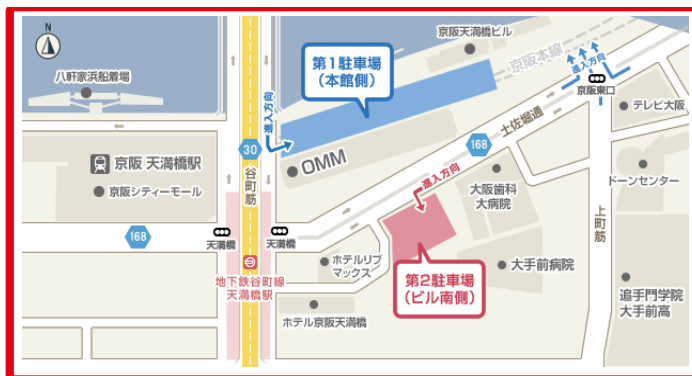 N
京阪天満橋ビル
京阪本線
進入方向
第1駐車場
(本館側)
八軒家浜船着場
京阪東口
テレビ大阪
進入方向
土佐堀通
168
30
OMM
京阪 天満橋駅
谷町筋
進入方向
大阪歯科
大病院
ドーンセンター
京阪シティーモール
上町筋
168
天満橋
天満橋
ホテルリブ
マックス
第2駐車場
(ビル南側)
大手前病院
地下鉄谷町線
天満橋駅
追手門学院
大手前高
ホテル京阪天満橋